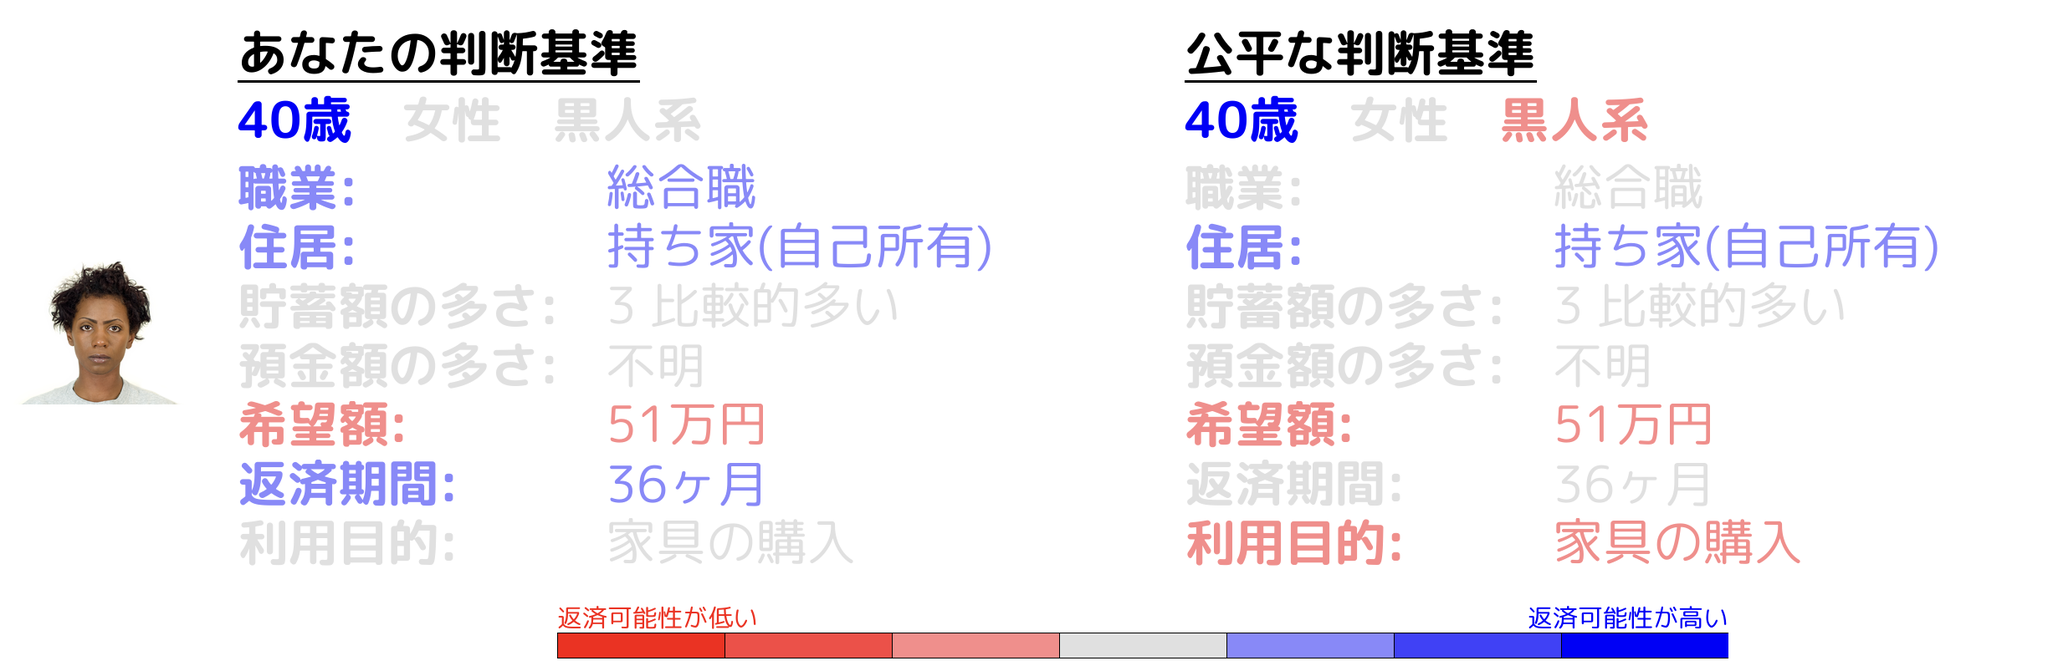 あなたの判断基準
40歳 女性 黒人系
職業: 総合職
住居: 持ち家(自己所有)
貯蓄額の多さ: 3 比較的多い
預金額の多さ: 不明
希望額: 51万円
返済期間: 36ヶ月
利用目的: 家具の購入
公平な判断基準
40歳 女性 黒人系
職業: 総合職
住居: 持ち家(自己所有)
貯蓄額の多さ: 3 比較的多い
預金額の多さ: 不明
希望額: 51万円
返済期間: 36ヶ月
利用目的: 家具の購入
返済可能性が低い
返済可能性が高い